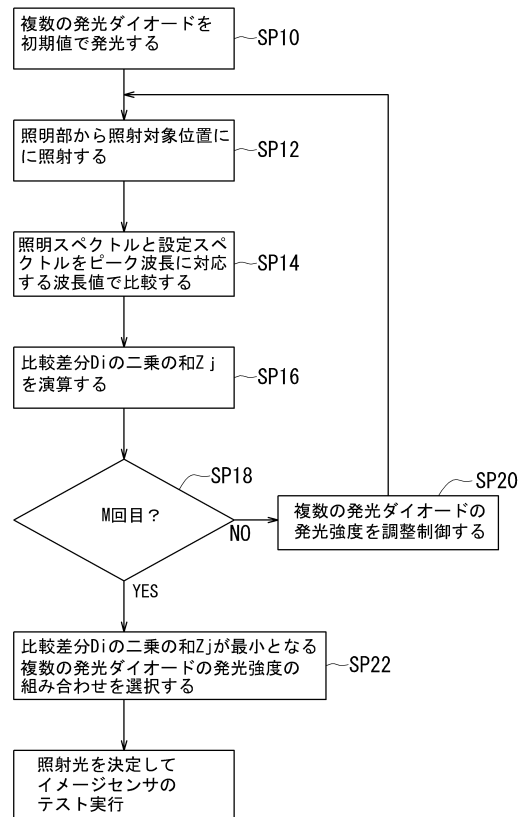 複数の発光ダイオードを
初期値で発光する
SP10
照明部から照射対象位置に
に照射する
SP12
照明スペクトルと設定スペ
クトルをピーク波長に対応
する波長値で比較する
SP14
比較差分Diの二乗の和Zj
を演算する
SP16
M回目？
SP18
NO
複数の発光ダイオードの
発光強度を調整制御する
SP20
YES
比較差分Diの二乗の和Zjが最小となる
複数の発光ダイオードの発光強度の
組み合わせを選択する
SP22
照射光を決定して
イメージセンサの
テスト実行